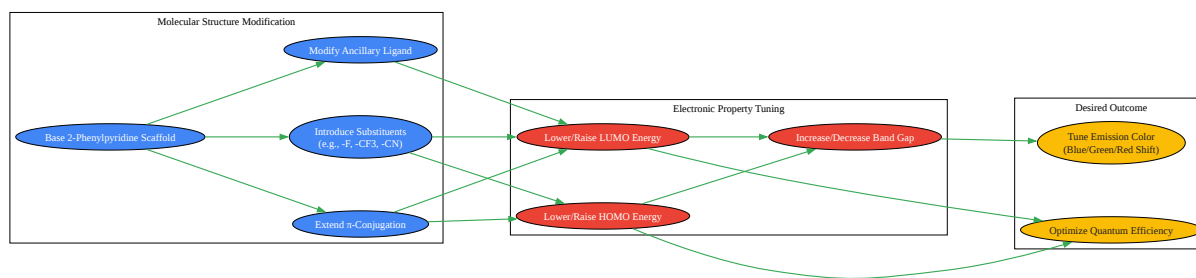 Molecular Structure Modification
Base 2-Phenylpyridine Scaffold
Modify Ancillary Ligand
Introduce Substituents
(e.g., -F, -CF3, -CN)
Extend π-Conjugation
Electronic Property Tuning
Lower/Raise LUMO Energy
Lower/Raise HOMO Energy
Increase/Decrease Band Gap
Desired Outcome
Tune Emission Color
(Blue/Green/Red Shift)
Optimize Quantum Efficiency